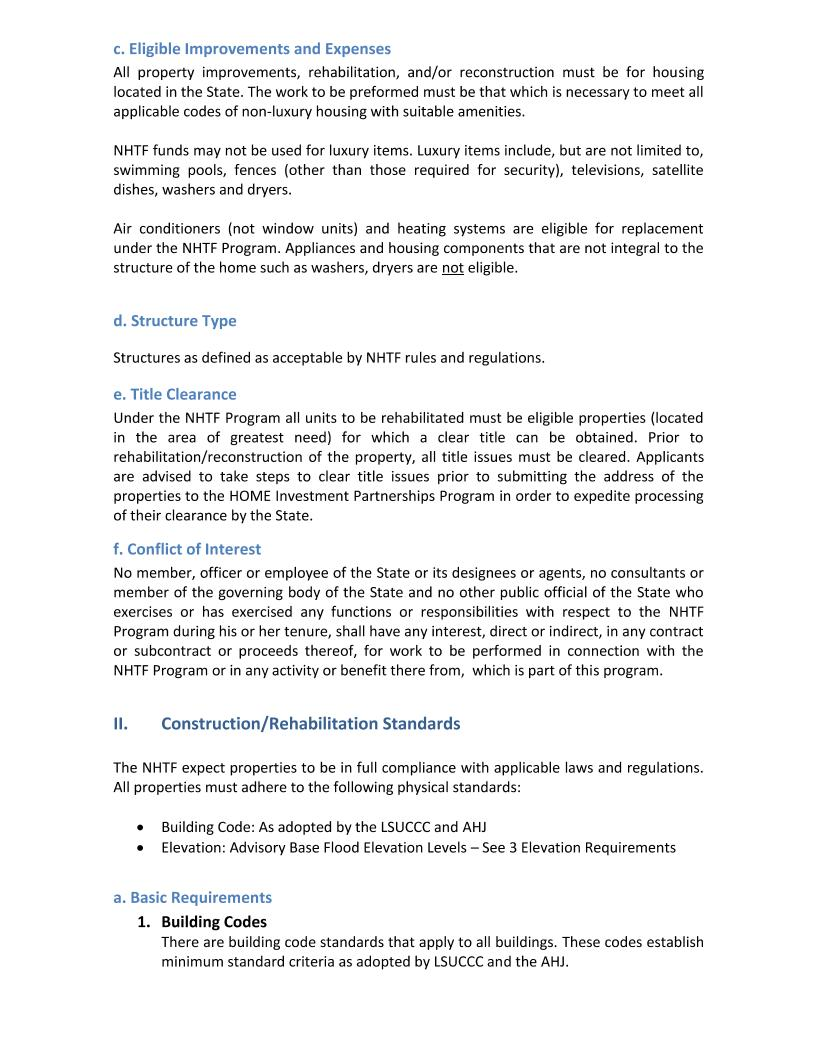 c. Eligible Improvements and Expenses
All property improvements, rehabilitation, and/or reconstruction must be for housing
located in the State. The work to be preformed must be that which is necessary to meet all
applicable codes of non-luxury housing with suitable amenities.
NHTF funds may not be used for luxury items. Luxury items include, but are not limited to,
swimming pools, fences (other than those required for security), televisions, satellite
dishes, washers and dryers.
Air conditioners (not window units) and heating systems are eligible for replacement
under the NHTF Program. Appliances and housing components that are not integral to the
structure of the home such as washers, dryers are not eligible.
d. Structure Type
Structures as defined as acceptable by NHTF rules and regulations.
e. Title Clearance
Under the NHTF Program all units to be rehabilitated must be eligible properties (located
in the area of greatest need) for which a clear title can be obtained. Prior to
rehabilitation/reconstruction of the property, all title issues must be cleared. Applicants
are advised to take steps to clear title issues prior to submitting the address of the
properties to the HOME Investment Partnerships Program in order to expedite processing
of their clearance by the State.
f. Conflict of Interest
No member, officer or employee of the State or its designees or agents, no consultants or
member of the governing body of the State and no other public official of the State who
exercises or has exercised any functions or responsibilities with respect to the NHTF
Program during his or her tenure, shall have any interest, direct or indirect, in any contract
or subcontract or proceeds thereof, for work to be performed in connection with the
NHTF Program or in any activity or benefit there from,  which is part of this program.
II. Construction/Rehabilitation Standards
The NHTF expect properties to be in full compliance with applicable laws and regulations.
All properties must adhere to the following physical standards:
• Building Code: As adopted by the LSUCCC and AHJ
• Elevation: Advisory Base Flood Elevation Levels – See 3 Elevation Requirements
a. Basic Requirements
1. Building Codes
There are building code standards that apply to all buildings. These codes establish
minimum standard criteria as adopted by LSUCCC and the AHJ.